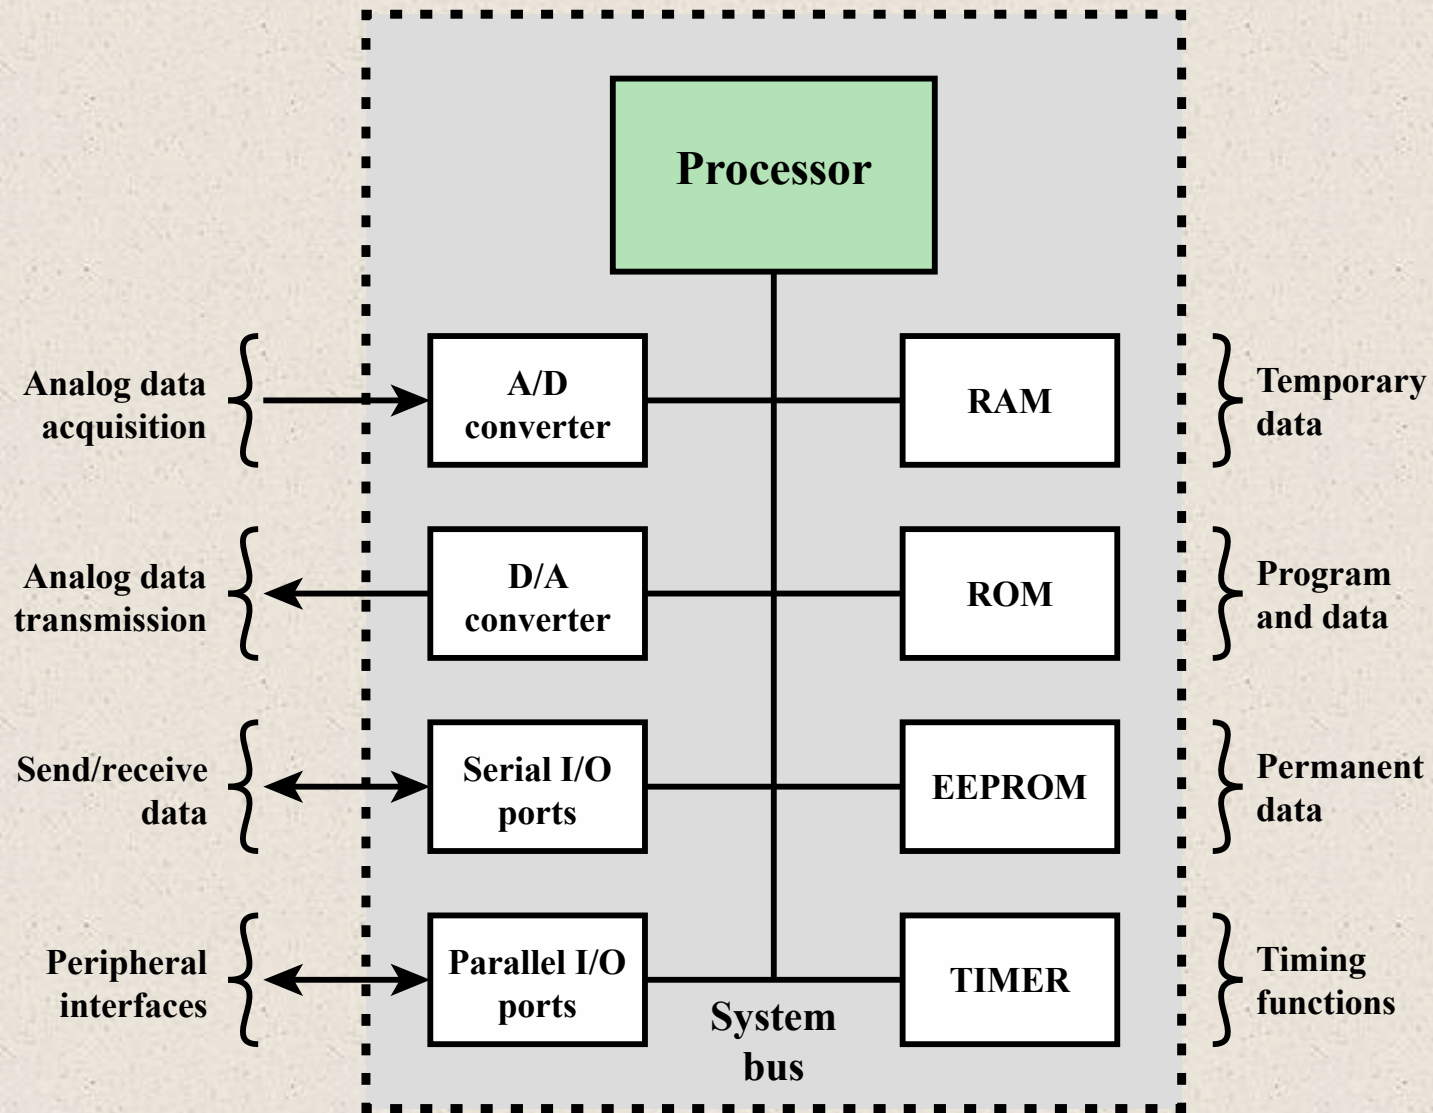 Processor
Analog data
acquisition
A/D
converter
RAM
Temporary
data
Analog data
transmission
D/A
converter
ROM
Program
and data
Send/receive
data
Serial I/O
ports
EEPROM
Permanent
data
Peripheral
interfaces
Parallel I/O
ports
TIMER
Timing
functions
System
bus